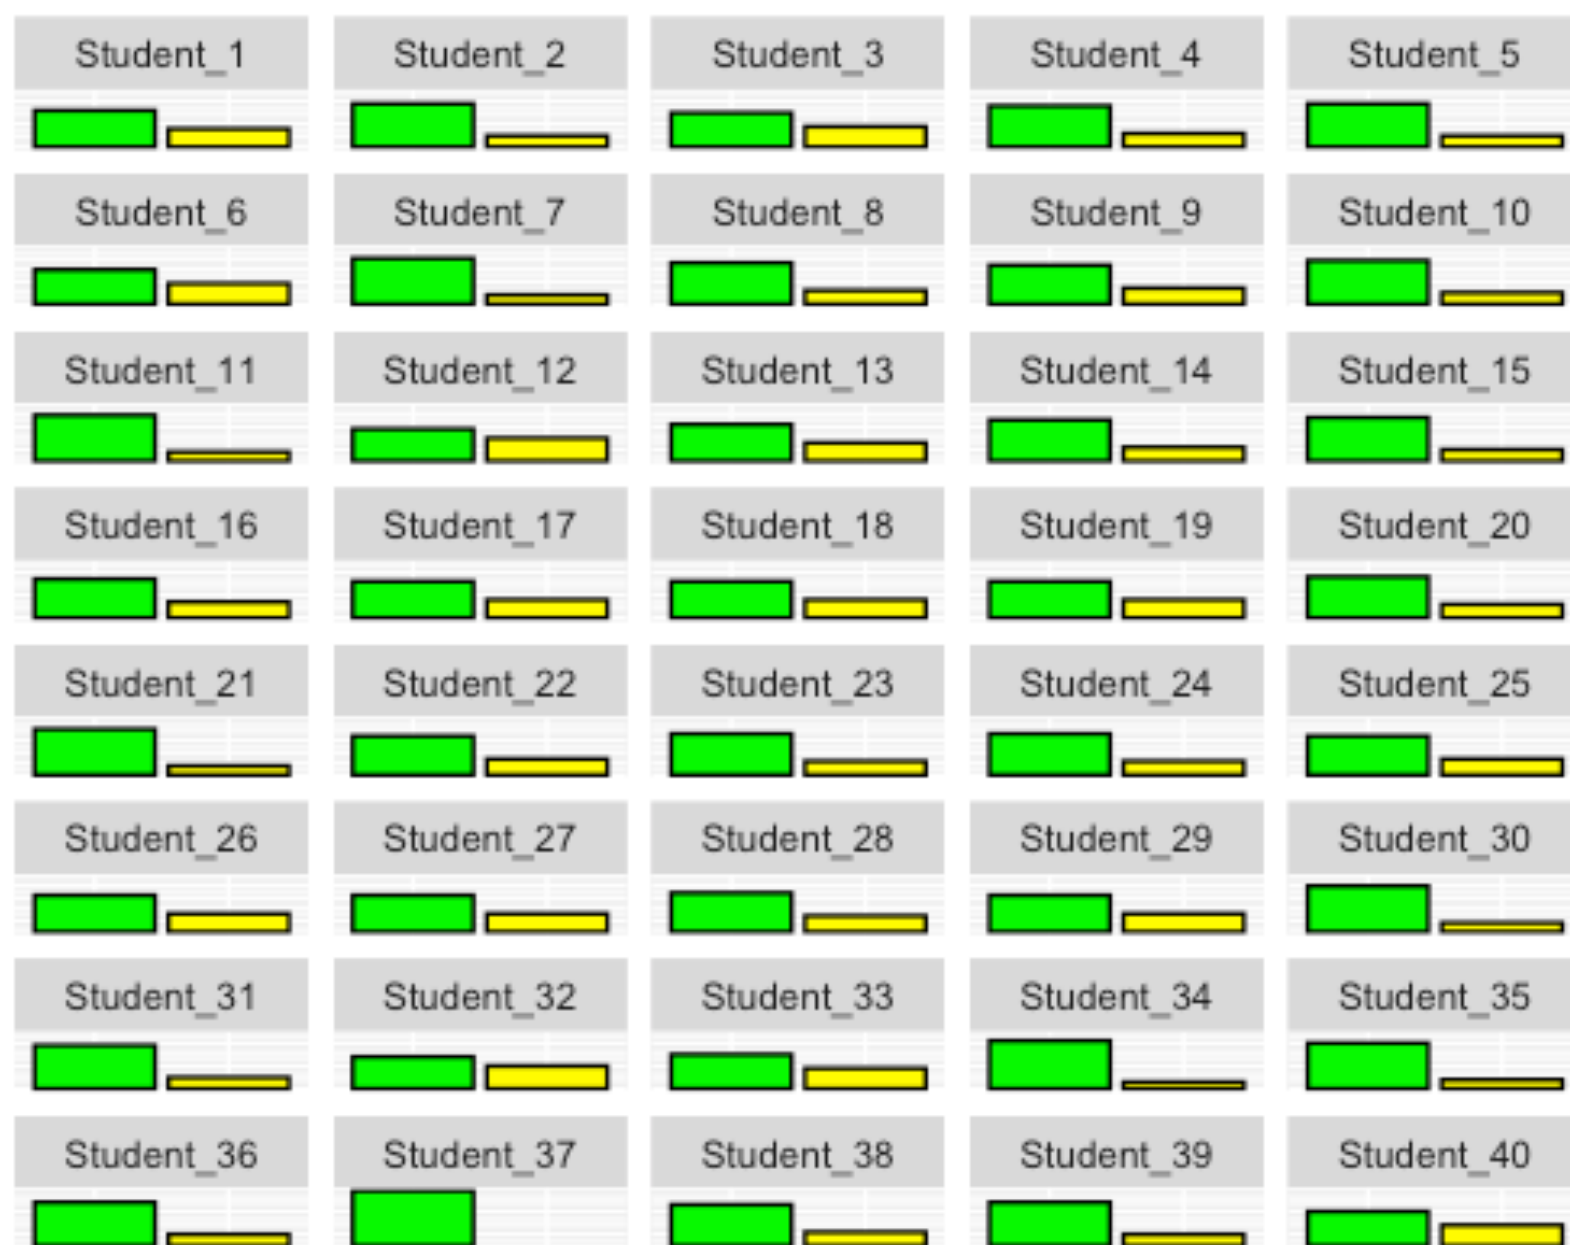 Student_1 Student_2 Student_3 Student_4 Student_5
Student_6 Student_7 Student_8 Student_9 Student_10
Student_11 Student_12 Student_13 Student_14 Student_15
Student_16 Student_17 Student_18 Student_19 Student_20
Student_21 Student_22 Student_23 Student_24 Student_25
Student_26 Student_27 Student_28 Student_29 Student_30
Student_31 Student_32 Student_33 Student_34 Student_35
Student_36 Student_37 Student_38 Student_39 Student_40